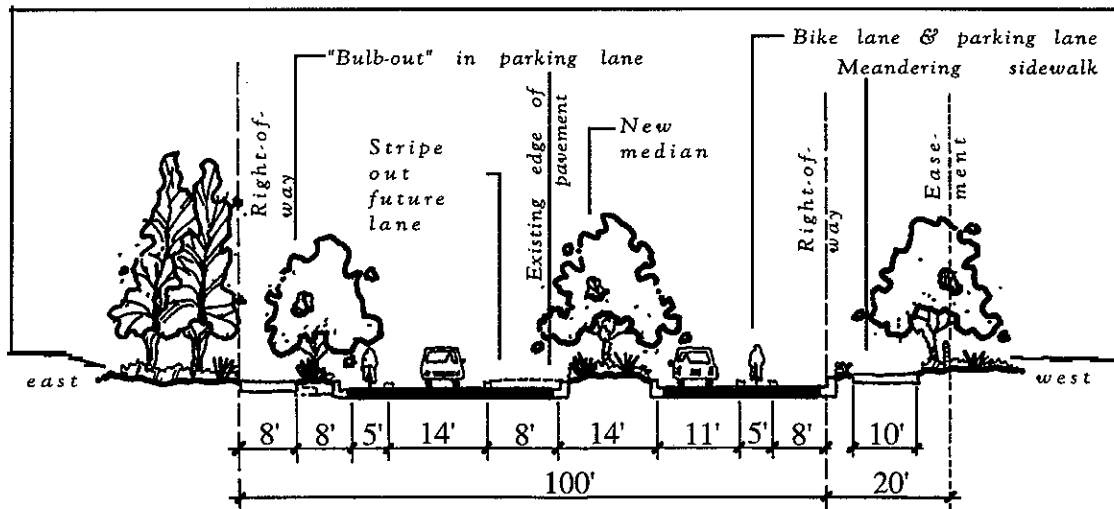 "Bulb-out" in parking lane
Bike lane & parking lane
Meandering sidewalk
Right-of-
way
Stripe
out
future
lane
Existing edge of
pavement
New
median
Right-of-
way
Ease-
ment
east
west
8' 8' 5' 14' 8' 14' 11' 5' 8' 10'
100' 20'